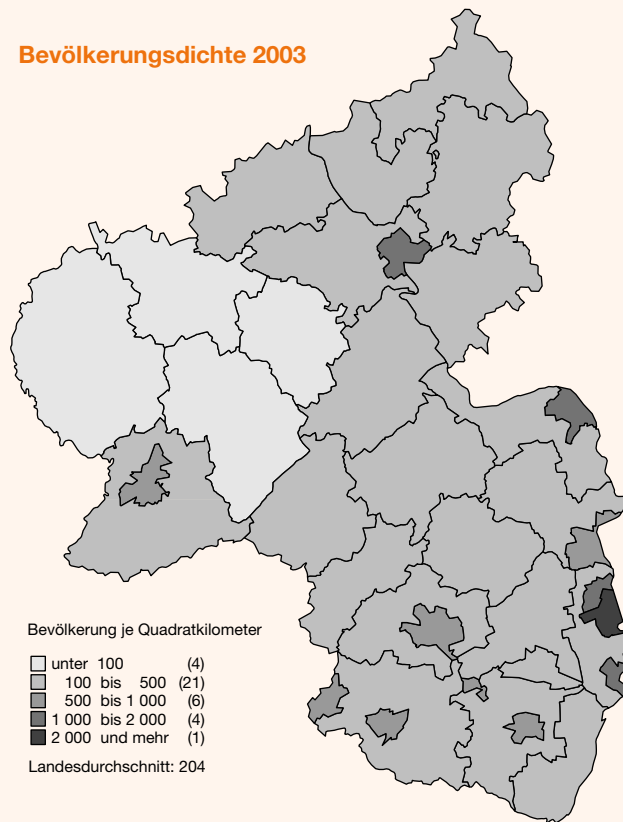 Bevölkerungsdichte 2003
Bevölkerung je Quadratkilometer
unter 100 (4)
100 bis 500 (21)
500 bis 1 000 (6)
1 000 bis 2 000 (4)
2 000 und mehr (1)
Landesdurchschnitt: 204